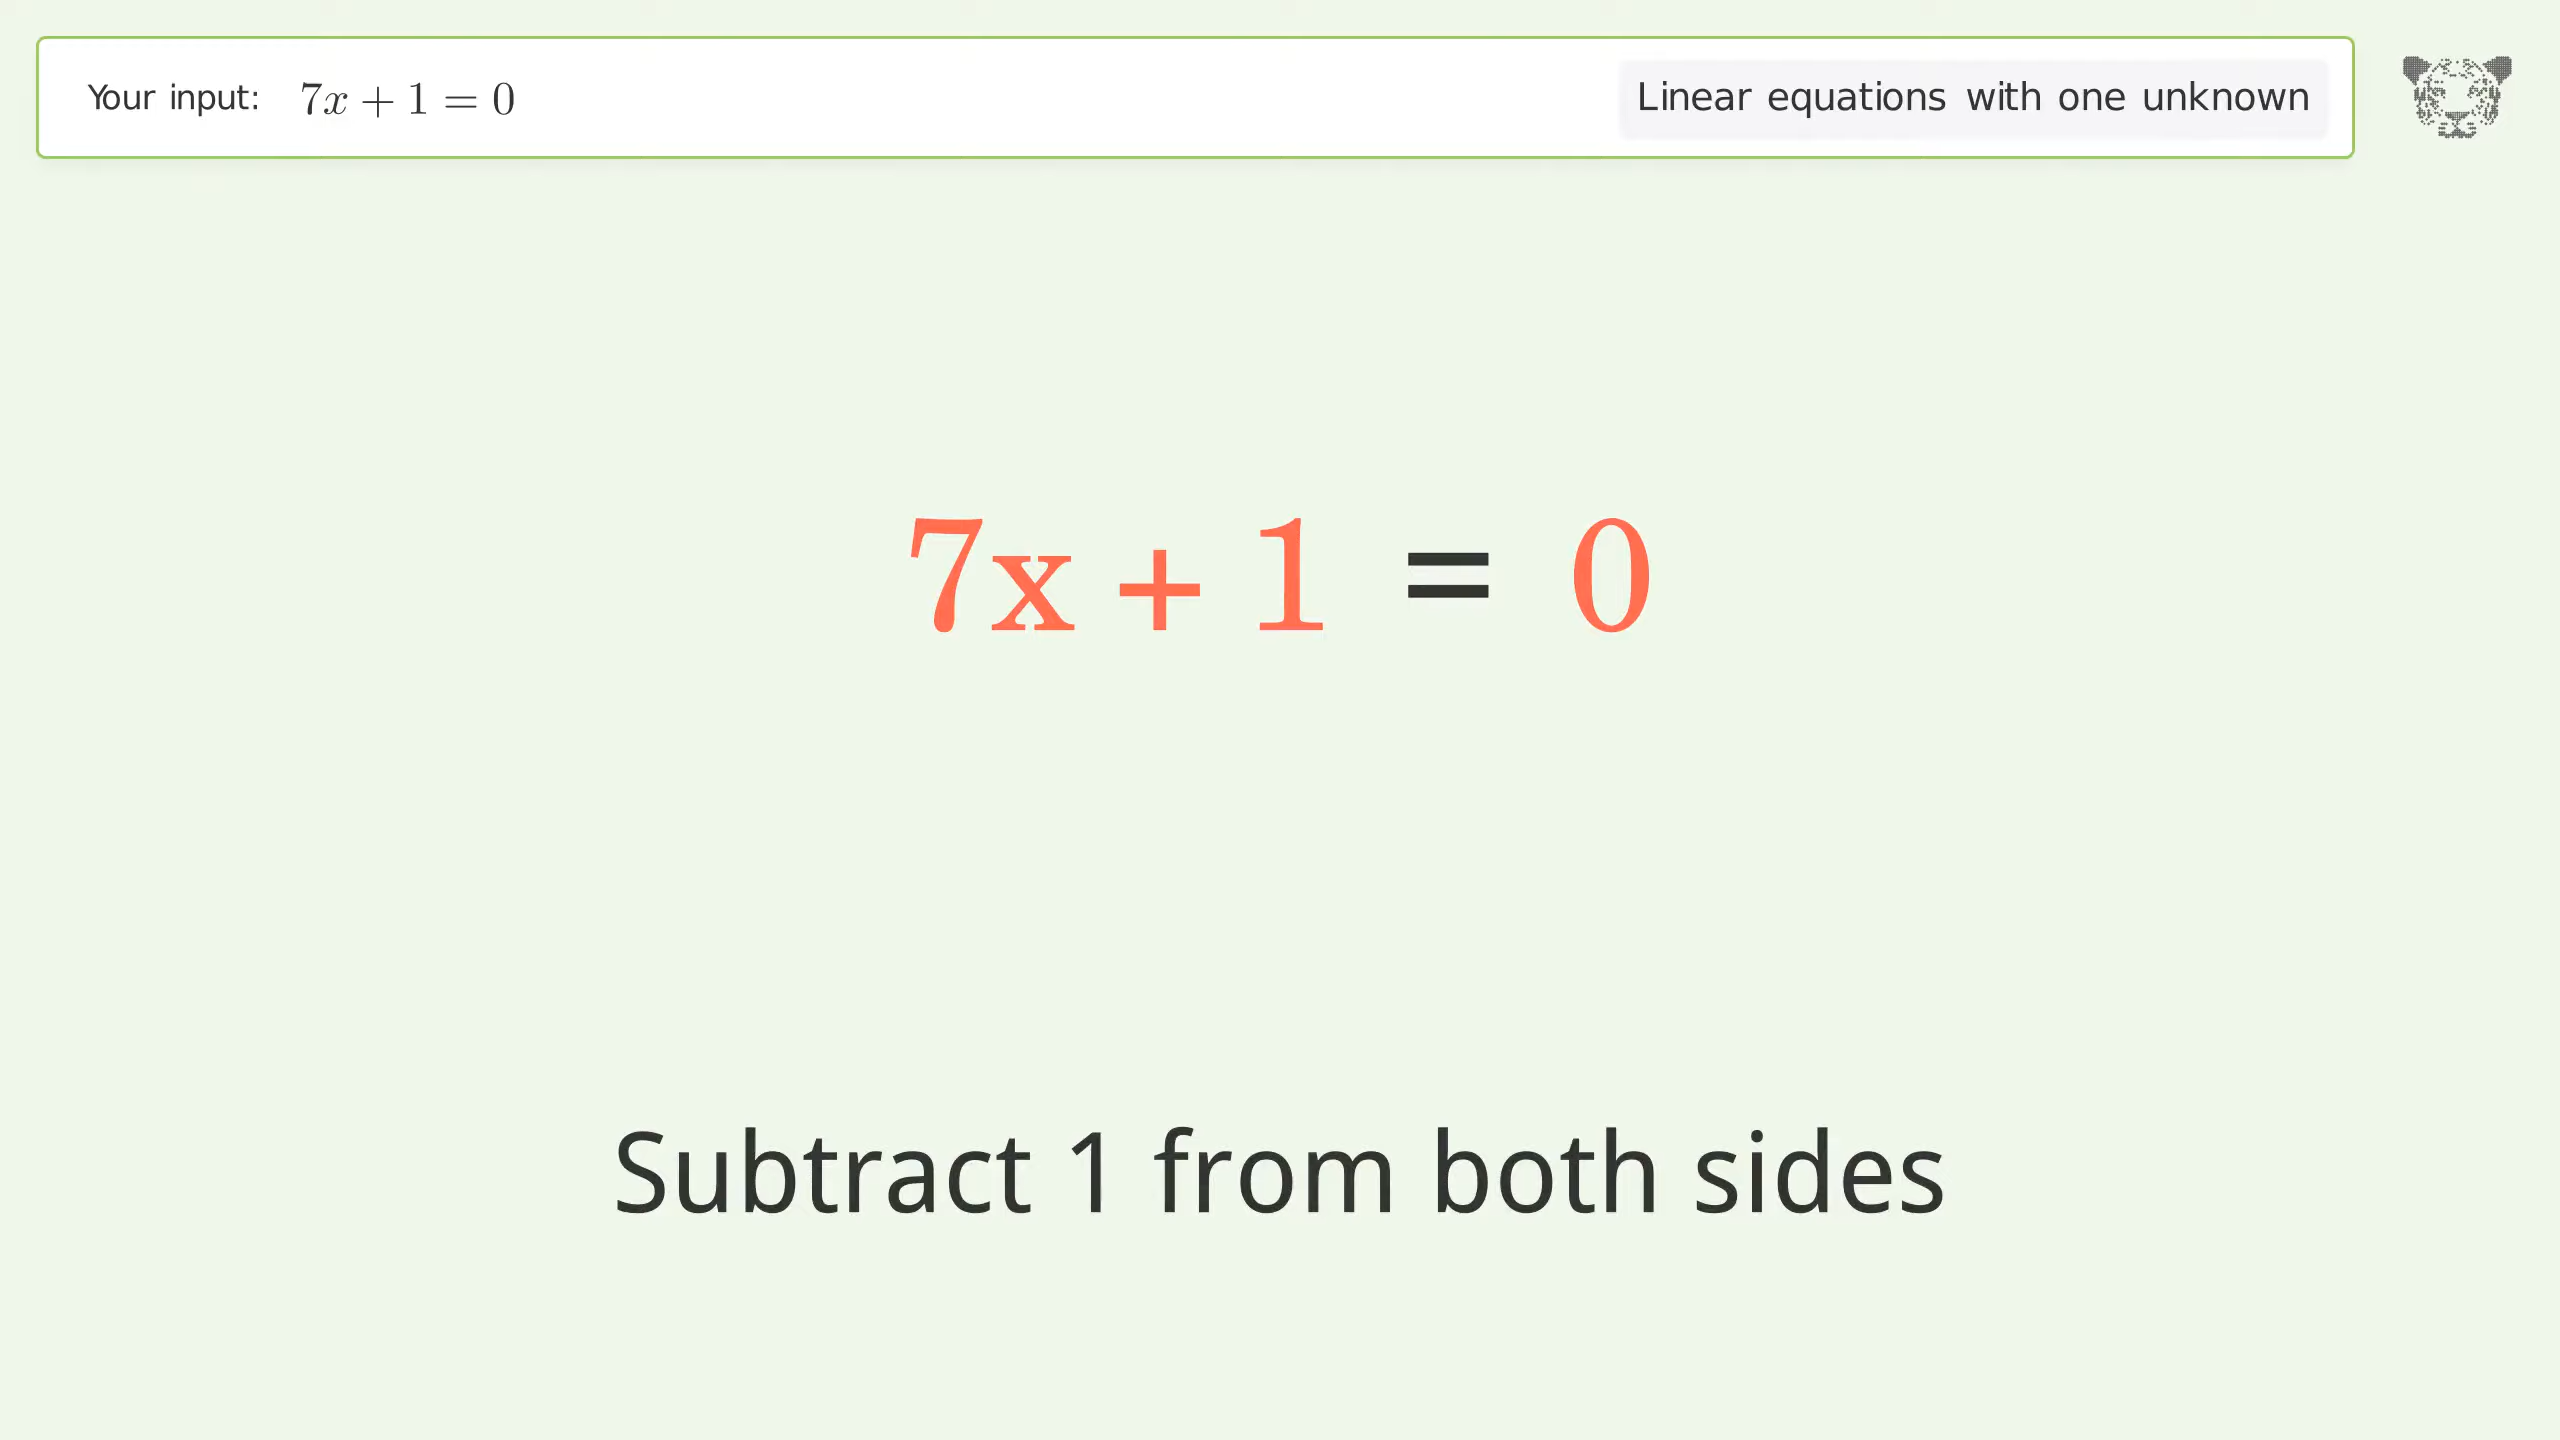 Your input: 7x + 1 = 0
Linear equations with one unknown
7x + 1 = 0
Subtract 1 from both sides